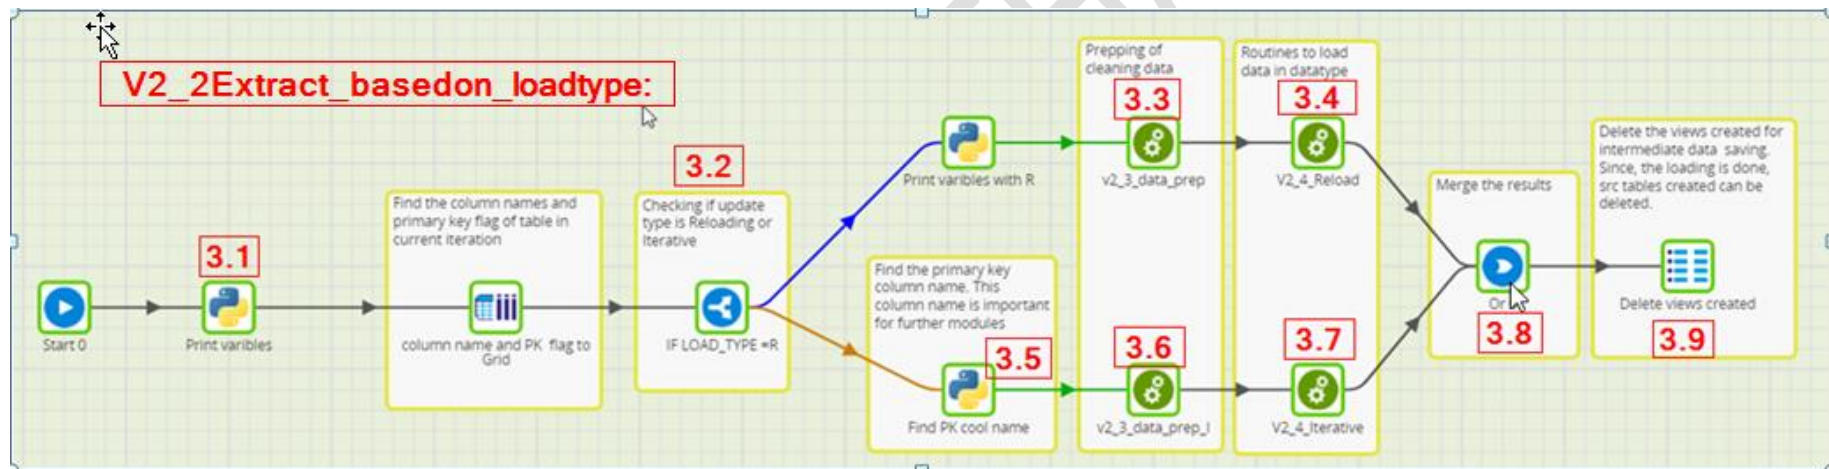 V2_2Extract_basedon_loadtype:
Start 0
3.1
Print varibles
Find the column names and
primary key flag of table in
current iteration
column name and PK flag to
Grid
3.2
Checking if update
type is Reloading or
Iterative
IF LOAD_TYPE =R
Print varibles with R
Find the primary key
column name. This
column name is important
for further modules
3.5
Find PK cool name
Prepping of
cleaning data
3.3
v2_3_data_prep
3.6
v2_3_data_prep_I
Routines to load
data in datatype
3.4
V2_4_Reload
3.7
V2_4_Iterative
Merge the results
Or
3.8
Delete the views created for
intermediate data saving.
Since, the loading is done,
src tables created can be
deleted.
Delete views created
3.9